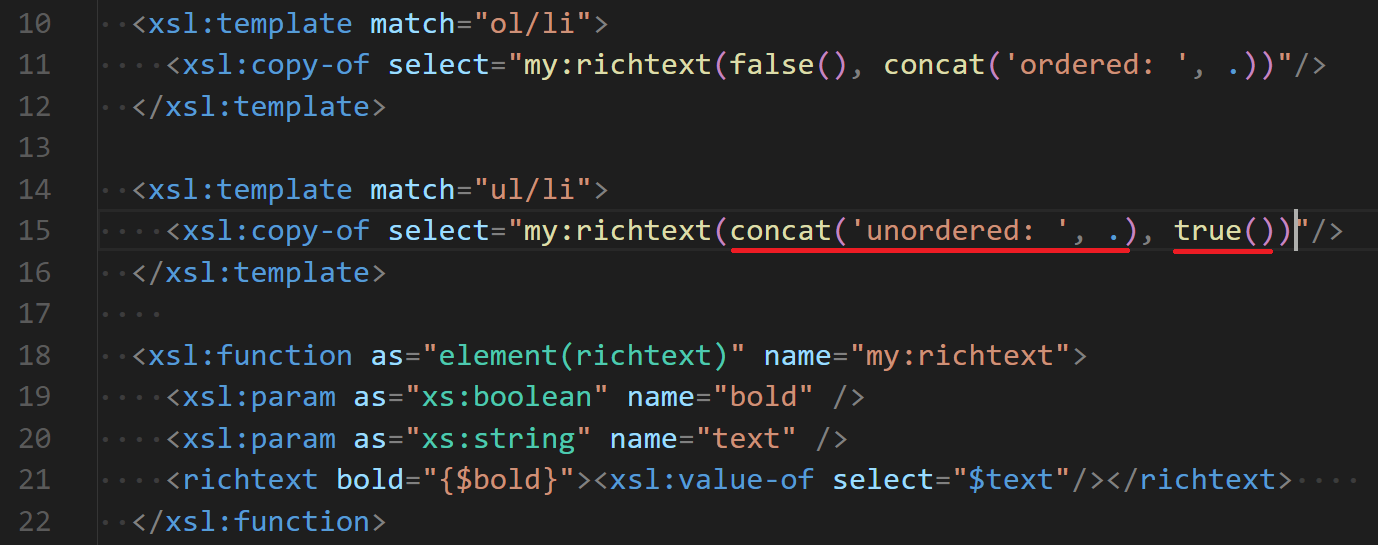 10 ··<xsl:template match="ol/li">
11 ····<xsl:copy-of select="my:richtext(false(), concat('ordered: ', .))"/>
12 ··</xsl:template>
13
14 ··<xsl:template match="ul/li">
15 ····<xsl:copy-of select="my:richtext(concat('unordered: ', .), true())"/>
16 ··</xsl:template>
17 ····
18 ··<xsl:function as="element(richtext)" name="my:richtext">
19 ····<xsl:param as="xs:boolean" name="bold" />
20 ····<xsl:param as="xs:string" name="text" />
21 ····<richtext bold="{$bold}"><xsl:value-of select="$text"/></richtext>····
22 ··</xsl:function>